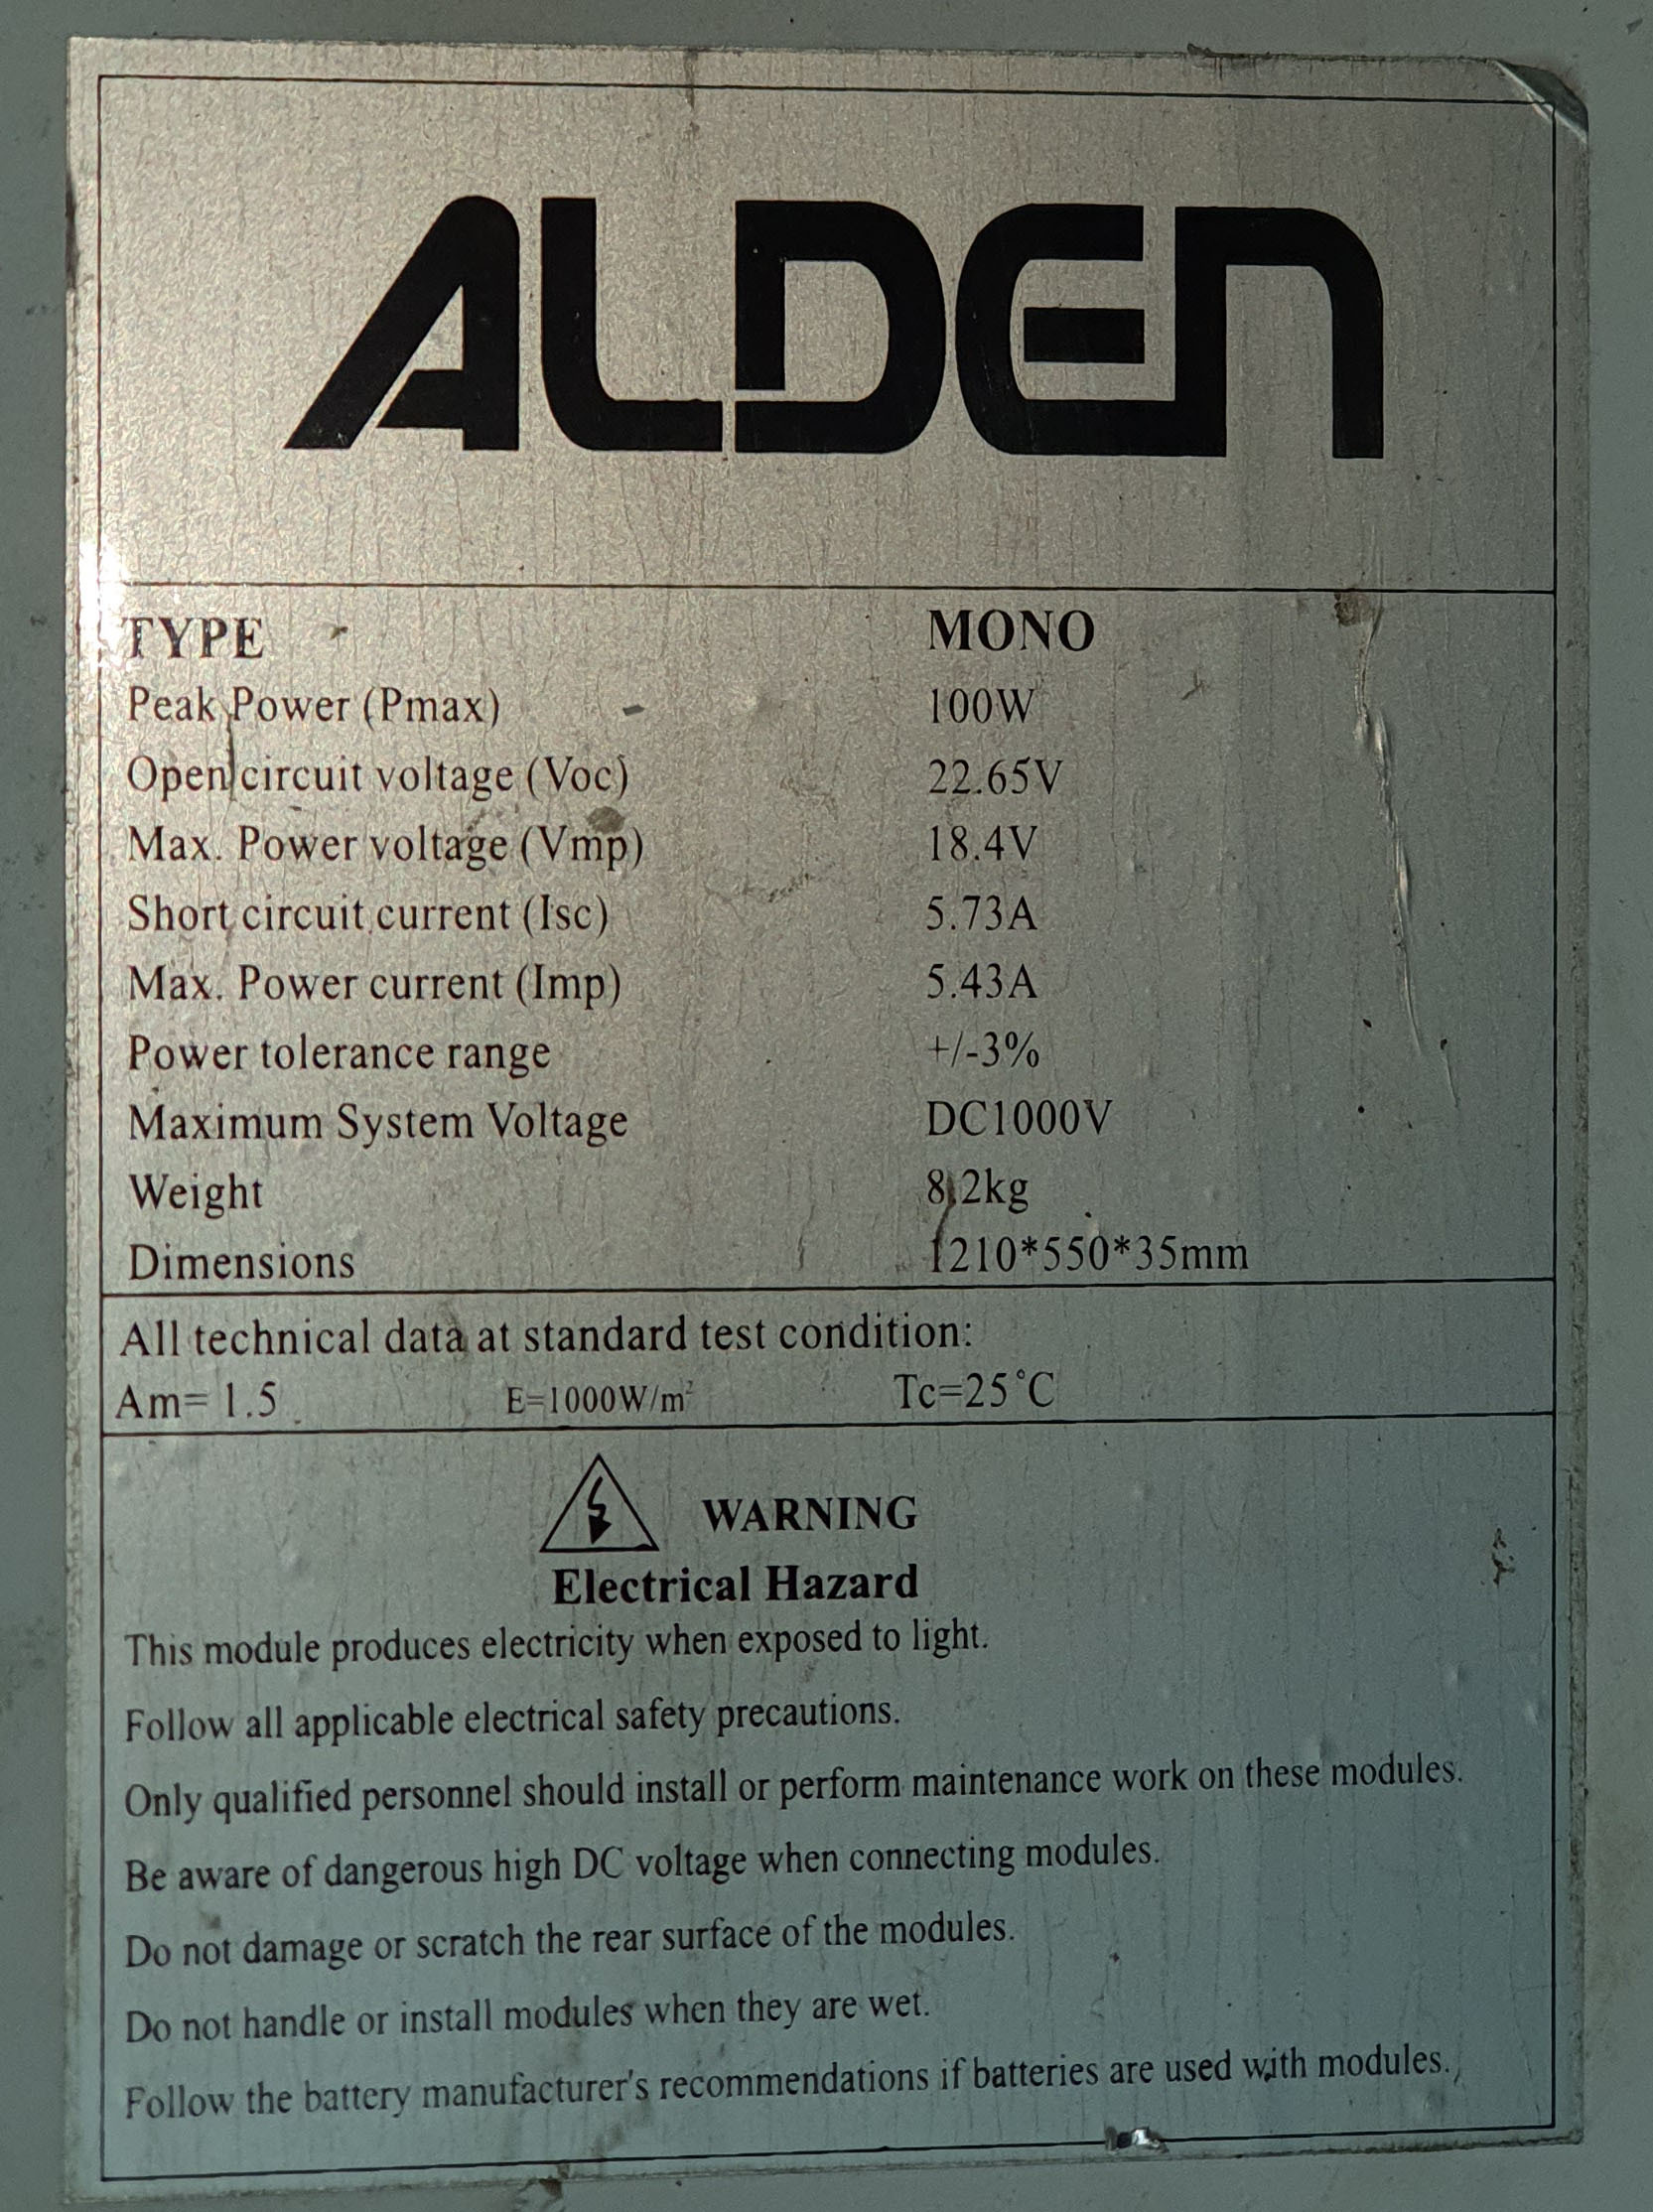 ALDEN
TYPE MONO
Peak Power (Pmax) 100W
Open circuit voltage (Voc) 22.65V
Max. Power voltage (Vmp) 18.4V
Short circuit current (Isc) 5.73A
Max. Power current (Imp) 5.43A
Power tolerance range +/-3%
Maximum System Voltage DC1000V
Weight 8.2kg
Dimensions 1210*550*35mm
All technical data at standard test condition:
Am= 1.5 E=1000W/m² Tc=25°C
WARNING
Electrical Hazard
This module produces electricity when exposed to light.
Follow all applicable electrical safety precautions.
Only qualified personnel should install or perform maintenance work on these modules.
Be aware of dangerous high DC voltage when connecting modules.
Do not damage or scratch the rear surface of the modules.
Do not handle or install modules when they are wet.
Follow the battery manufacturer's recommendations if batteries are used with modules.